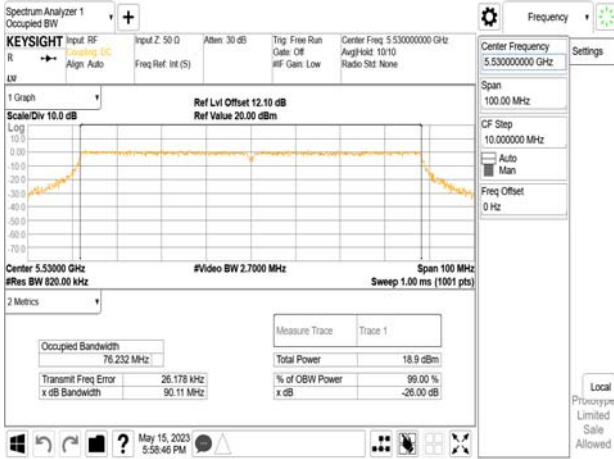 Spectrum Analyzer 1
Occupied BW
+
Frequency
KEYSIGHT
R
Input: RF
Coupling: DC
Align: Auto
Input Z: 50 Ω
Freq Ref: Int (S)
Atten: 30 dB
Trig: Free Run
Gate: Off
#IF Gain: Low
Center Freq: 5.530000000 GHz
Avg|Hold: 10/10
Radio Std: None
1 Graph
Scale/Div 10.0 dB
Ref Lvl Offset 12.10 dB
Ref Value 20.00 dBm
Log
10.0
0.00
-10.0
-20.0
-30.0
-40.0
-50.0
-60.0
-70.0
Center 5.53000 GHz
#Res BW 820.00 kHz
#Video BW 2.7000 MHz
Span 100 MHz
Sweep 1.00 ms (1001 pts)
2 Metrics
Measure Trace
Trace 1
Occupied Bandwidth
76.232 MHz
Total Power
18.9 dBm
Transmit Freq Error
26.178 kHz
% of OBW Power
99.00 %
x dB Bandwidth
90.11 MHz
x dB
-26.00 dB
?
May 15, 2023
5:58:46 PM
Center Frequency
5.530000000 GHz
Settings
Span
100.00 MHz
CF Step
10.000000 MHz
Auto
Man
Freq Offset
0 Hz
Local
Prototype
Limited
Sale
Allowed